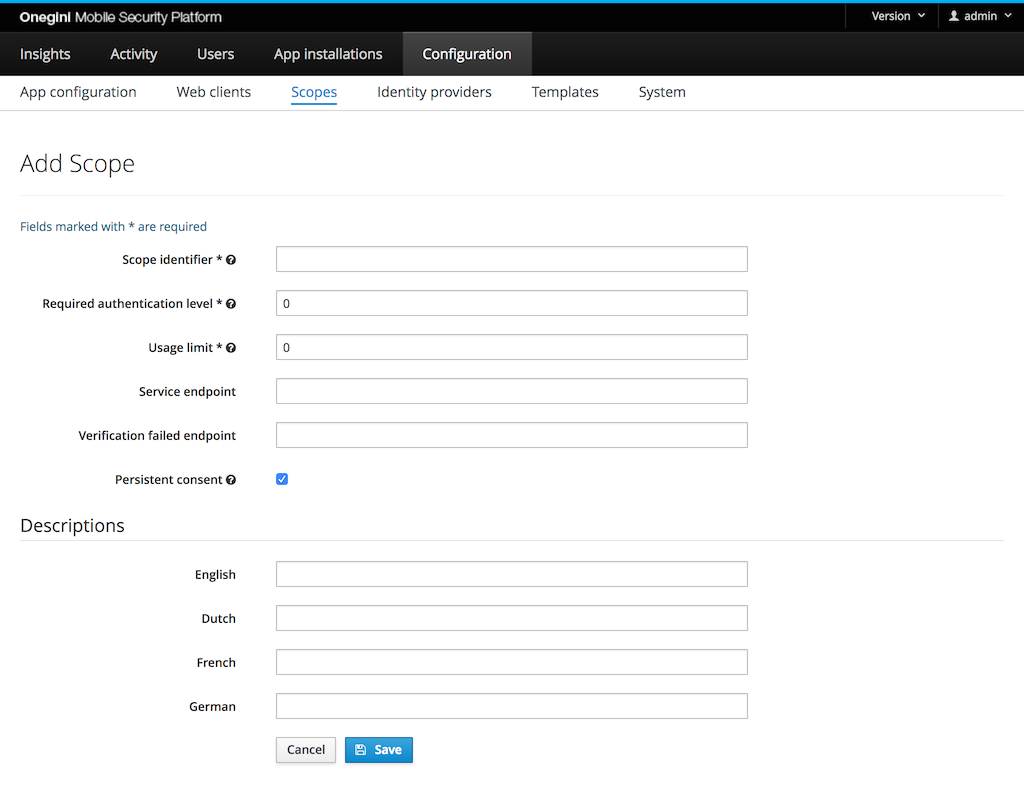 Onegini Mobile Security Platform Version admin
Insights Activity Users App installations Configuration
App configuration Web clients Scopes Identity providers Templates System
Add Scope
Fields marked with * are required
Scope identifier *
Required authentication level * 0
Usage limit * 0
Service endpoint
Verification failed endpoint
Persistent consent
Descriptions
English
Dutch
French
German
Cancel Save